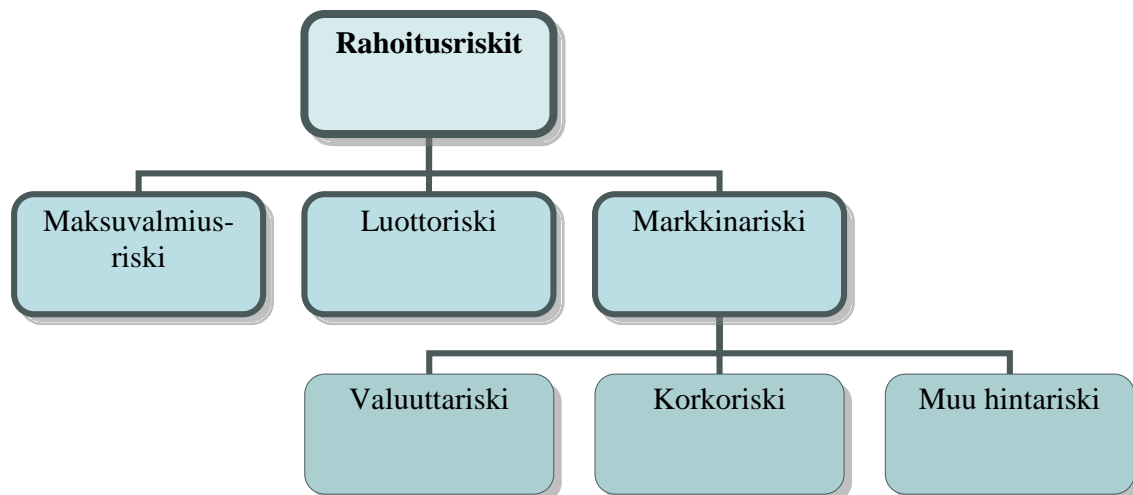 Rahoitusriskit
Maksuvalmius-
riski
Luottoriski
Markkinariski
Valuuttariski
Korkoriski
Muu hintariski